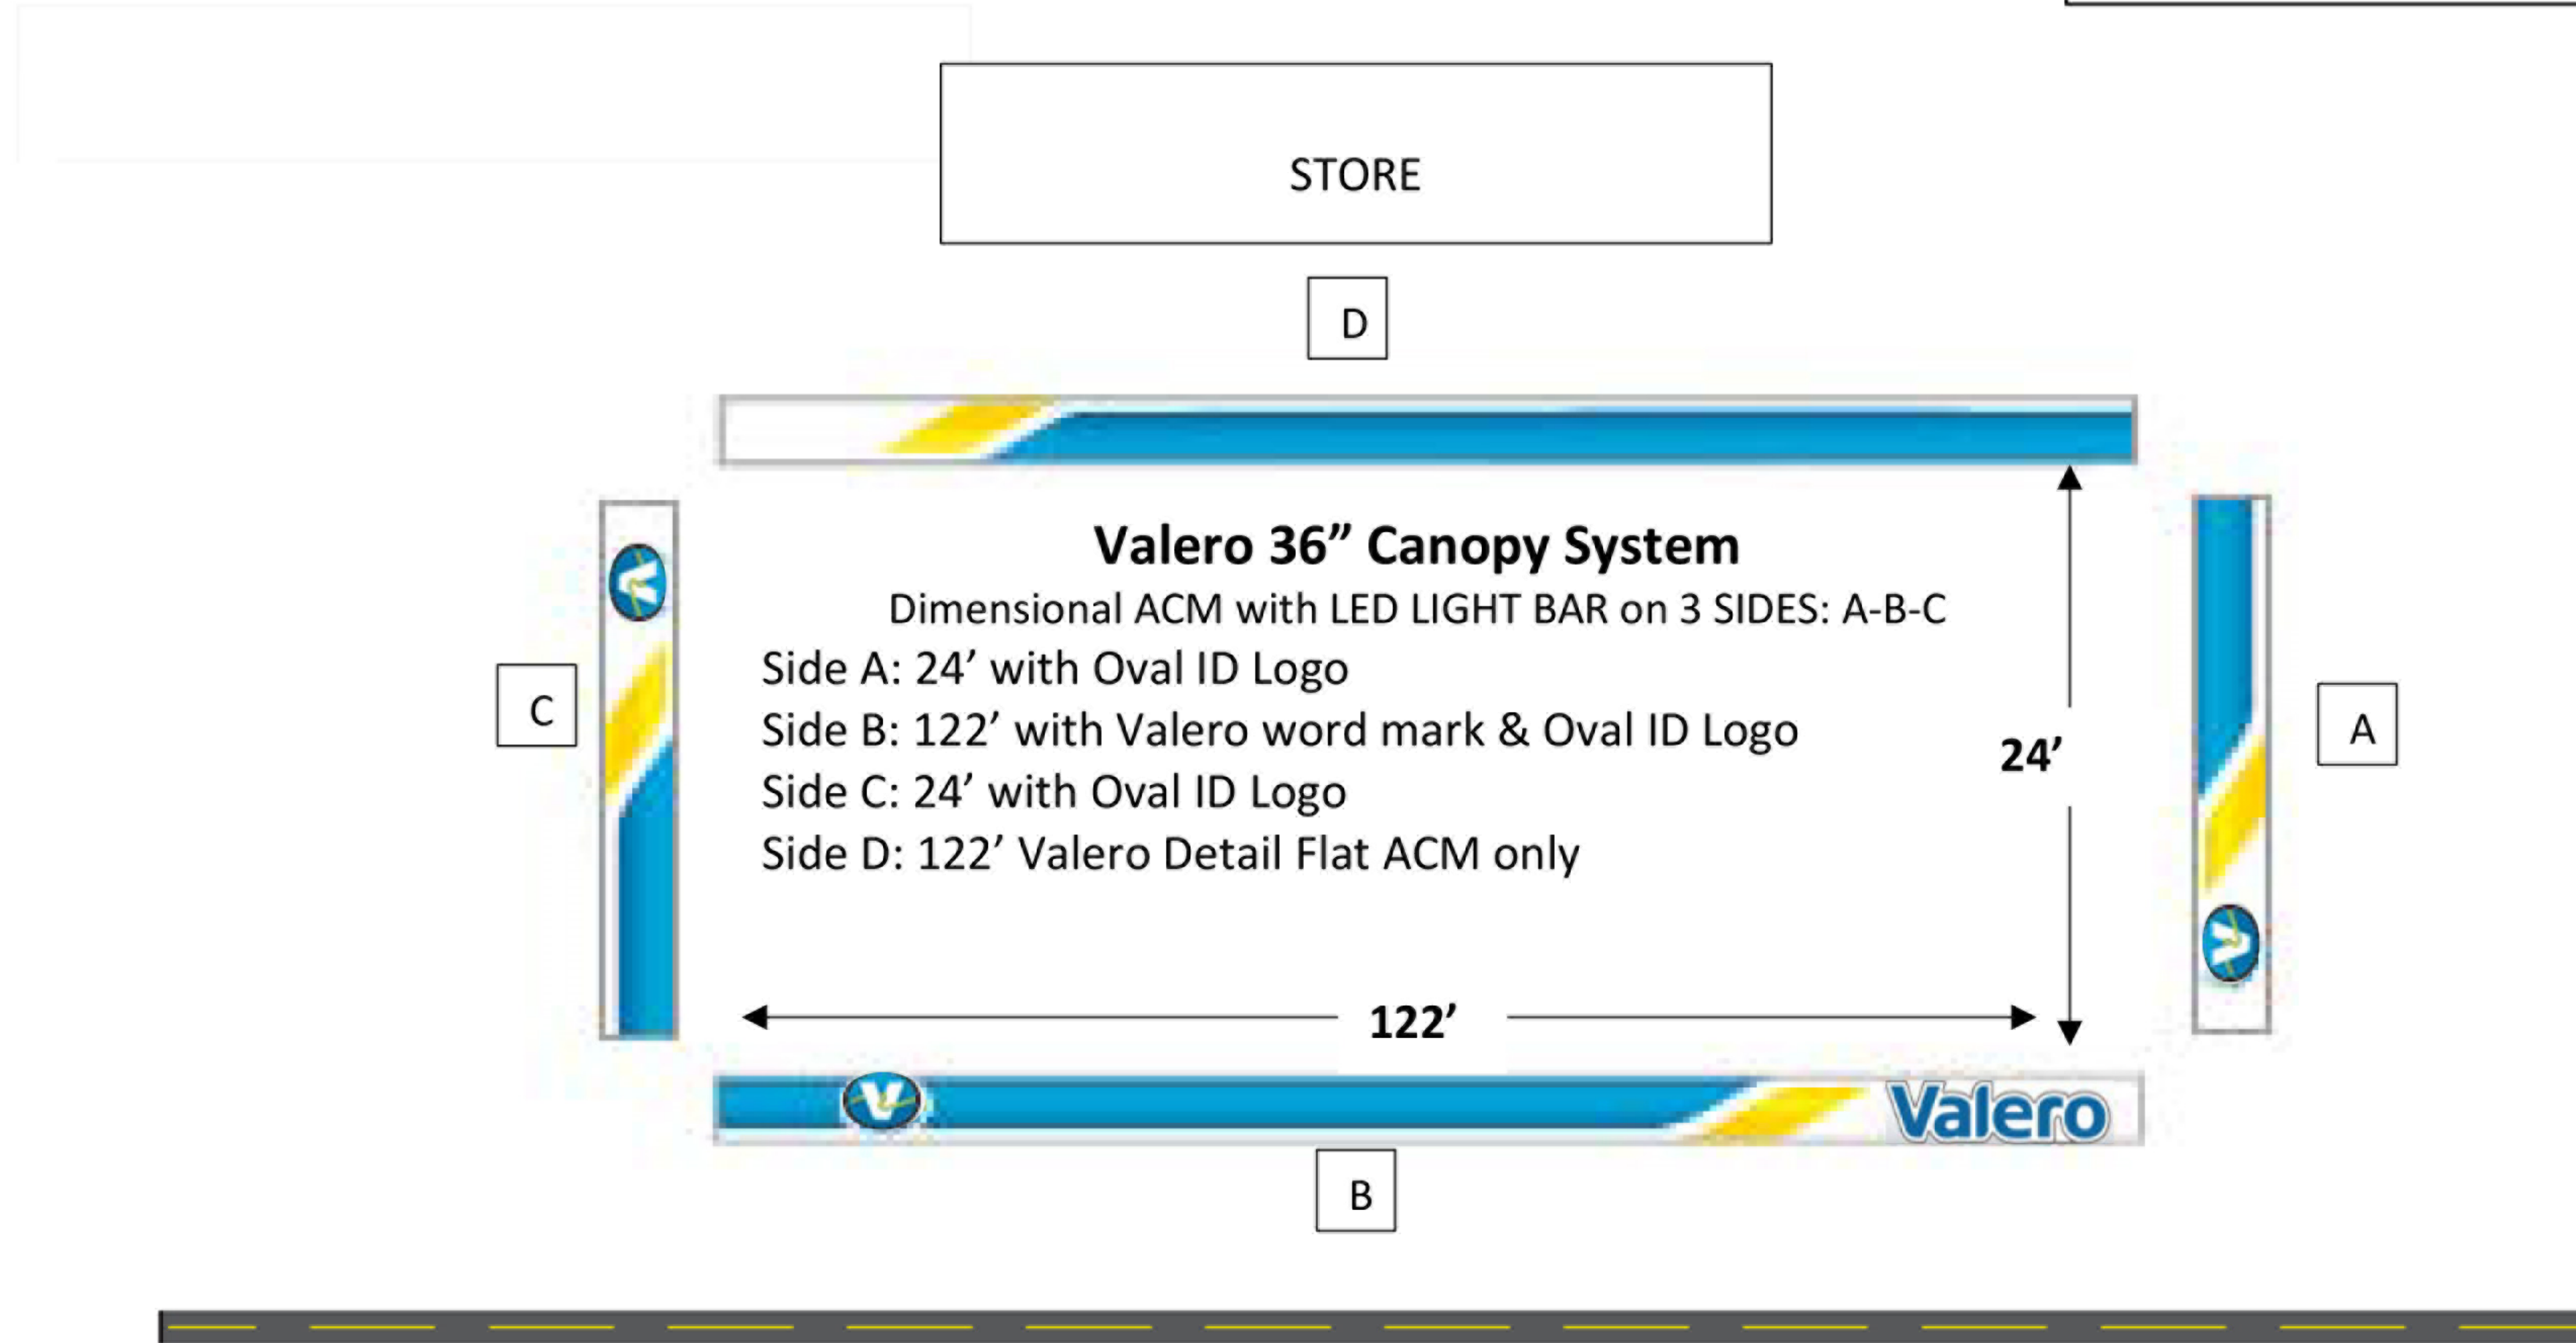 STORE
D
Valero 36” Canopy System
Dimensional ACM with LED LIGHT BAR on 3 SIDES: A-B-C
Side A: 24’ with Oval ID Logo
Side B: 122’ with Valero word mark & Oval ID Logo
Side C: 24’ with Oval ID Logo
Side D: 122’ Valero Detail Flat ACM only
C
A
24’
122’
V
V
V
Valero
B